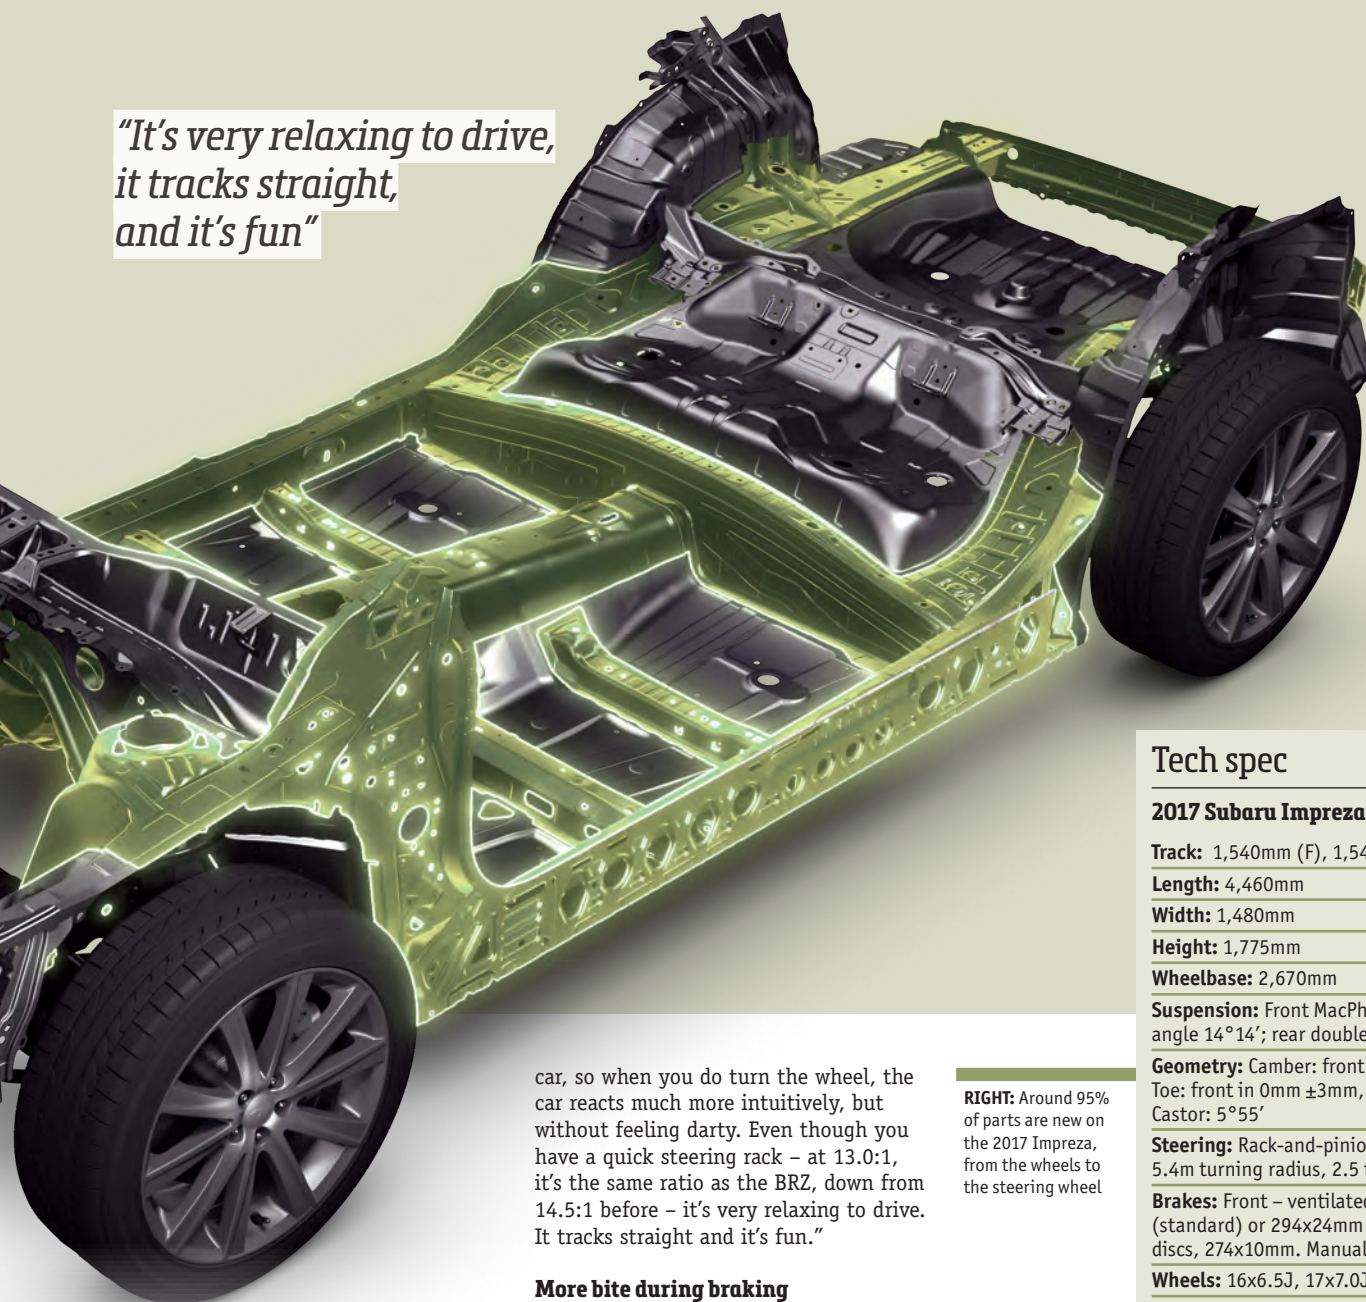 “It’s very relaxing to drive,
it tracks straight,
and it’s fun”
car, so when you do turn the wheel, the
car reacts much more intuitively, but
without feeling darty. Even though you
have a quick steering rack – at 13.0:1,
it’s the same ratio as the BRZ, down from
14.5:1 before – it’s very relaxing to drive.
It tracks straight and it’s fun.”
More bite during braking
RIGHT: Around 95%
of parts are new on
the 2017 Impreza,
from the wheels to
the steering wheel
Tech spec
2017 Subaru Impreza
Track: 1,540mm (F), 1,54
Length: 4,460mm
Width: 1,480mm
Height: 1,775mm
Wheelbase: 2,670mm
Suspension: Front MacPh
angle 14°14′; rear double
Geometry: Camber: front
Toe: front in 0mm ±3mm,
Castor: 5°55′
Steering: Rack-and-pinio
5.4m turning radius, 2.5 t
Brakes: Front – ventilated
(standard) or 294x24mm
discs, 274x10mm. Manual
Wheels: 16x6.5J, 17x7.0J